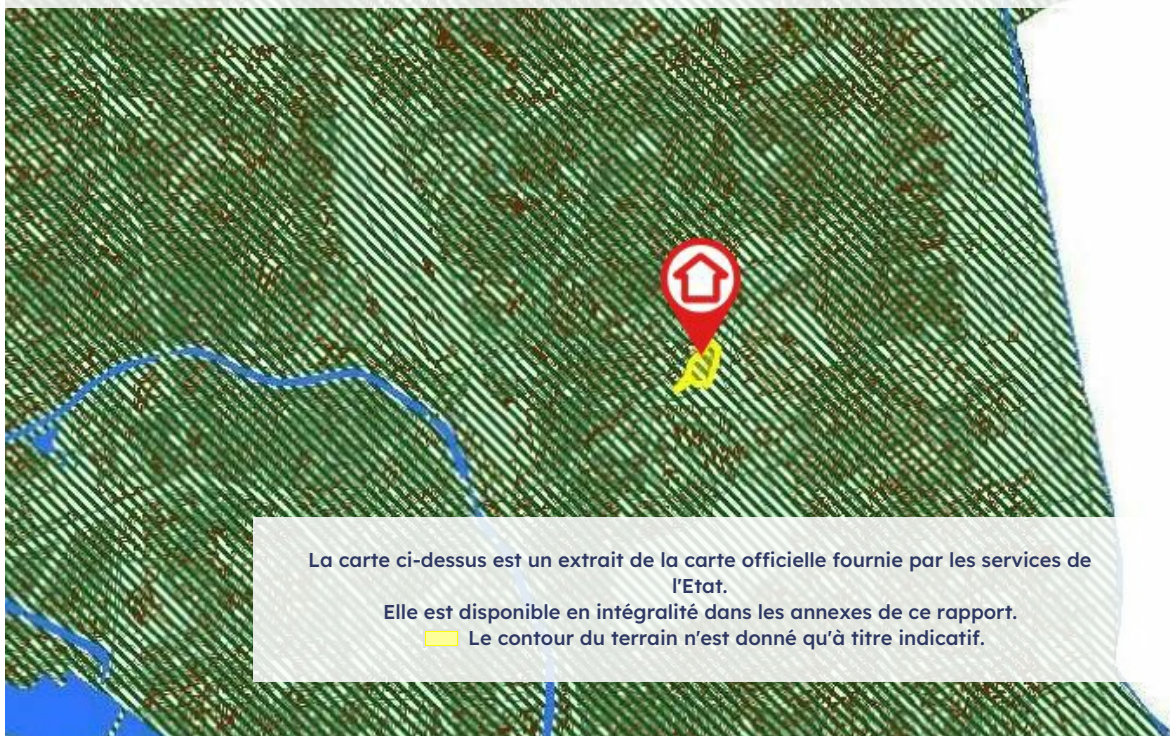 La carte ci-dessus est un extrait de la carte officielle fournie par les services de
l'Etat.
Elle est disponible en intégralité dans les annexes de ce rapport.
Le contour du terrain n'est donné qu'à titre indicatif.